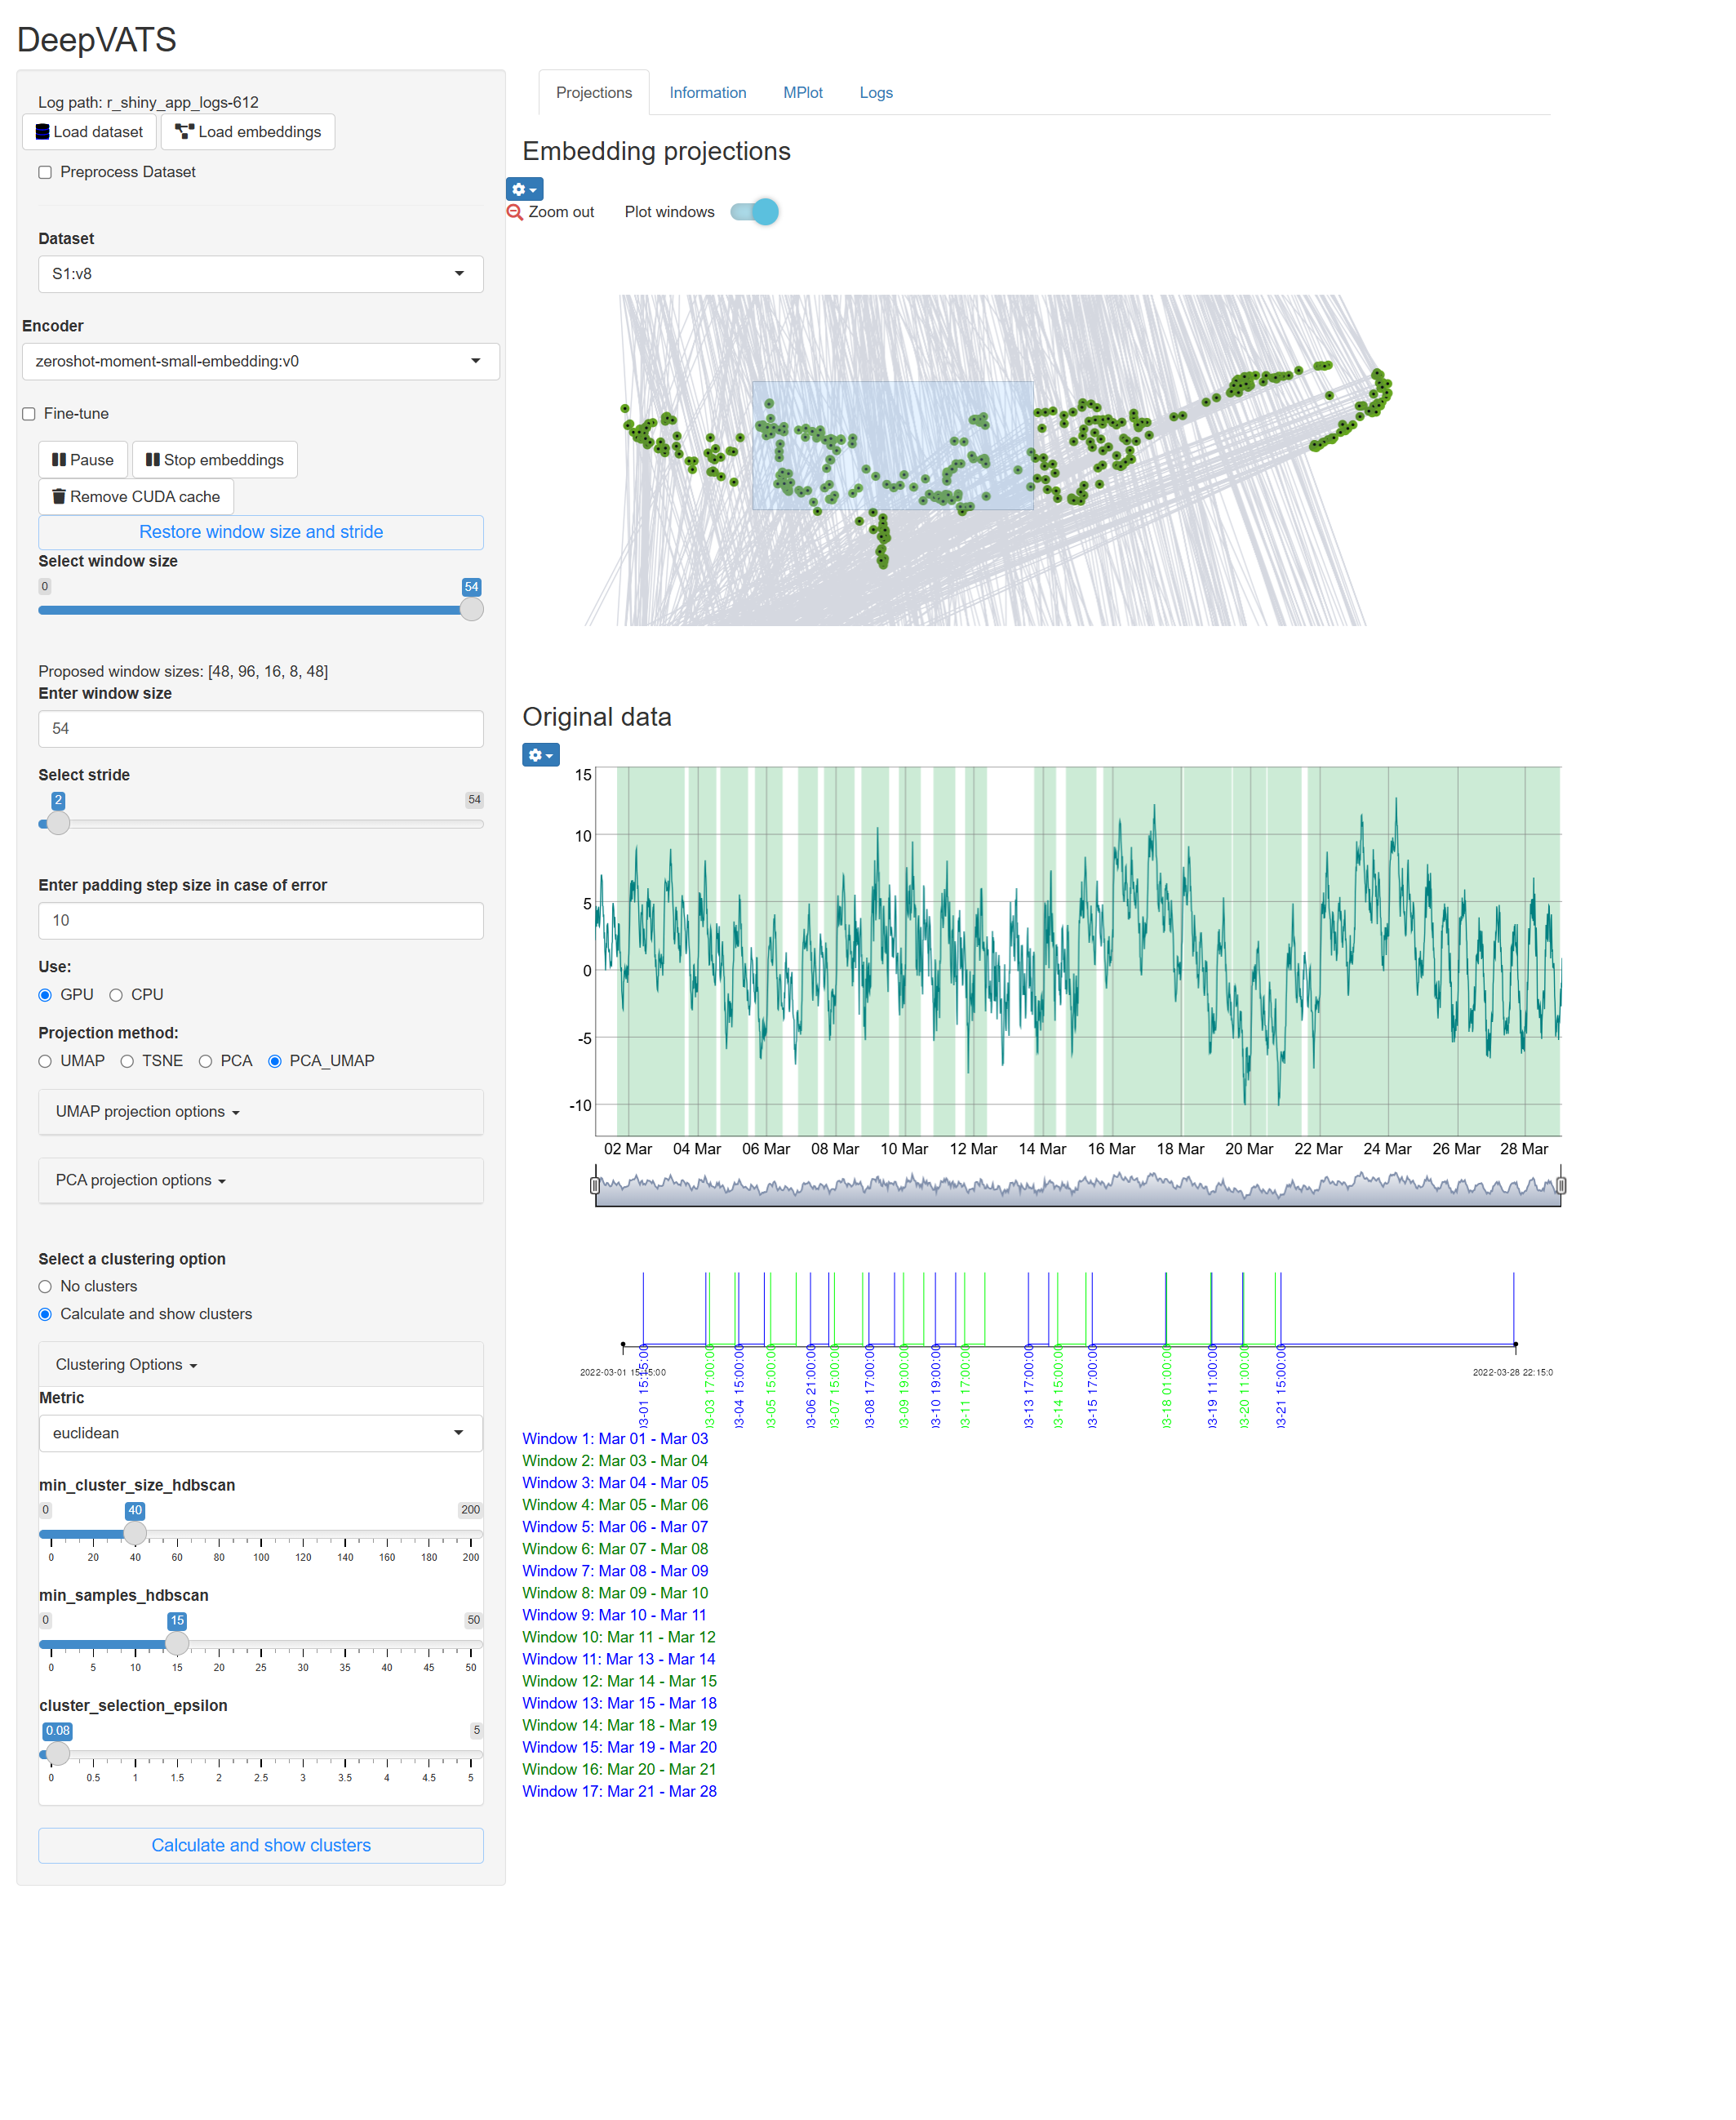 DeepVATS
Log path: r_shiny_app_logs-612
Load dataset
Load embeddings
Preprocess Dataset
Dataset
S1:v8
Encoder
zeroshot-moment-small-embedding:v0
Fine-tune
Pause
Stop embeddings
Remove CUDA cache
Restore window size and stride
Select window size
0
54
Proposed window sizes: [48, 96, 16, 8, 48]
Enter window size
54
Select stride
2
54
Enter padding step size in case of error
10
Use:
GPU CPU
Projection method:
UMAP TSNE PCA PCA_UMAP
UMAP projection options
PCA projection options
Select a clustering option
No clusters
Calculate and show clusters
Clustering Options
Metric
euclidean
min_cluster_size_hdbscan
0 40 200
0 20 40 60 80 100 120 140 160 180 200
min_samples_hdbscan
0 15 50
0 5 10 15 20 25 30 35 40 45 50
cluster_selection_epsilon
0.08 5
0 0.5 1 1.5 2 2.5 3 3.5 4 4.5 5
Calculate and show clusters
Projections Information MPlot Logs
Embedding projections
Zoom out Plot windows
Original data
15
10
5
0
-5
-10
02 Mar 04 Mar 06 Mar 08 Mar 10 Mar 12 Mar 14 Mar 16 Mar 18 Mar 20 Mar 22 Mar 24 Mar 26 Mar 28 Mar
2022-03-01 15:15:00
2022-03-28 22:15:0
03-01 15:15:00
03-03 17:00:00
03-04 15:00:00
03-05 15:00:00
03-06 21:00:00
03-07 15:00:00
03-08 17:00:00
03-09 19:00:00
03-10 19:00:00
03-11 17:00:00
03-13 17:00:00
03-14 15:00:00
03-15 17:00:00
03-18 01:00:00
03-19 11:00:00
03-20 11:00:00
03-21 15:00:00
Window 1: Mar 01 - Mar 03
Window 2: Mar 03 - Mar 04
Window 3: Mar 04 - Mar 05
Window 4: Mar 05 - Mar 06
Window 5: Mar 06 - Mar 07
Window 6: Mar 07 - Mar 08
Window 7: Mar 08 - Mar 09
Window 8: Mar 09 - Mar 10
Window 9: Mar 10 - Mar 11
Window 10: Mar 11 - Mar 12
Window 11: Mar 13 - Mar 14
Window 12: Mar 14 - Mar 15
Window 13: Mar 15 - Mar 18
Window 14: Mar 18 - Mar 19
Window 15: Mar 19 - Mar 20
Window 16: Mar 20 - Mar 21
Window 17: Mar 21 - Mar 28